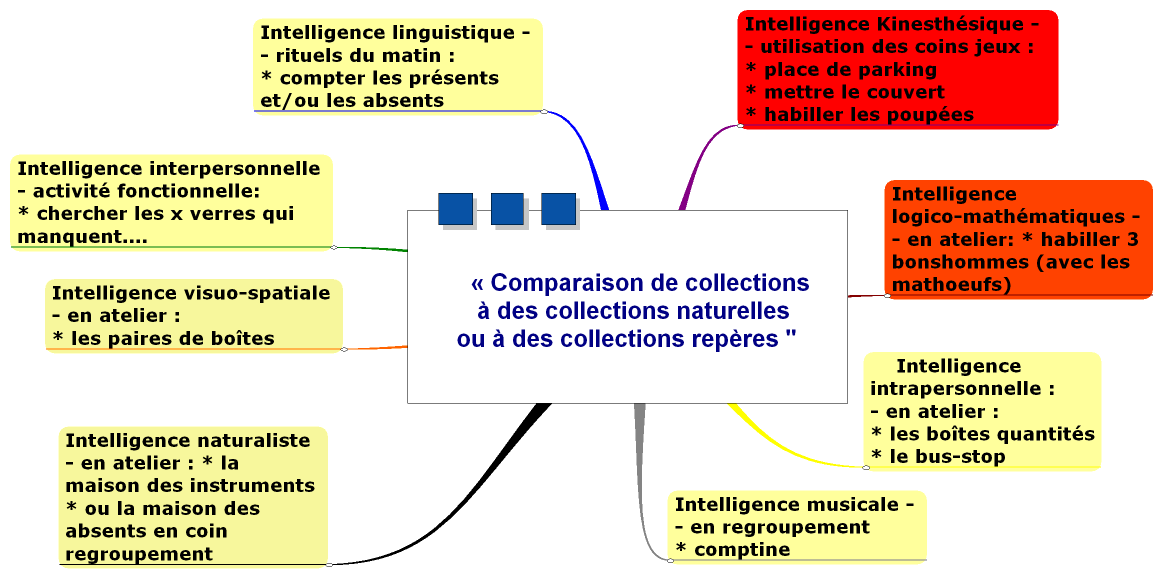 Intelligence linguistique -
- rituels du matin :
* compter les présents
et/ou les absents
Intelligence Kinesthésique -
- utilisation des coins jeux :
* place de parking
* mettre le couvert
* habiller les poupées
Intelligence interpersonnelle
- activité fonctionnelle:
* chercher les x verres qui
manquent....
Intelligence
logico-mathématiques -
- en atelier: * habiller 3
bonshommes (avec les
mathoeufs)
« Comparaison de collections
à des collections naturelles
ou à des collections repères "
Intelligence visuo-spatiale
- en atelier :
* les paires de boîtes
Intelligence
intrapersonnelle :
- en atelier :
* les boîtes quantités
* le bus-stop
Intelligence naturaliste
- en atelier : * la
maison des instruments
* ou la maison des
absents en coin
regroupement
Intelligence musicale -
- en regroupement
* comptine